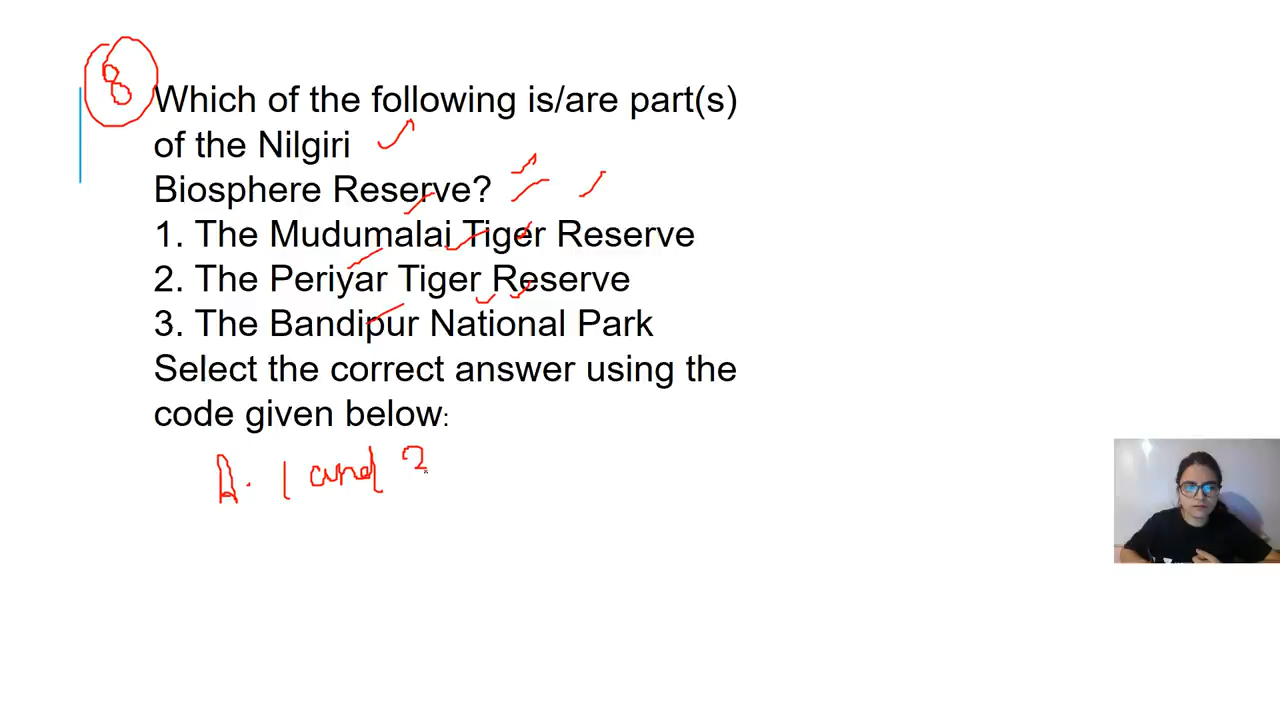 8
Which of the following is/are part(s)
of the Nilgiri
Biosphere Reserve?
1. The Mudumalai Tiger Reserve
2. The Periyar Tiger Reserve
3. The Bandipur National Park
Select the correct answer using the
code given below:
A. 1 and 2